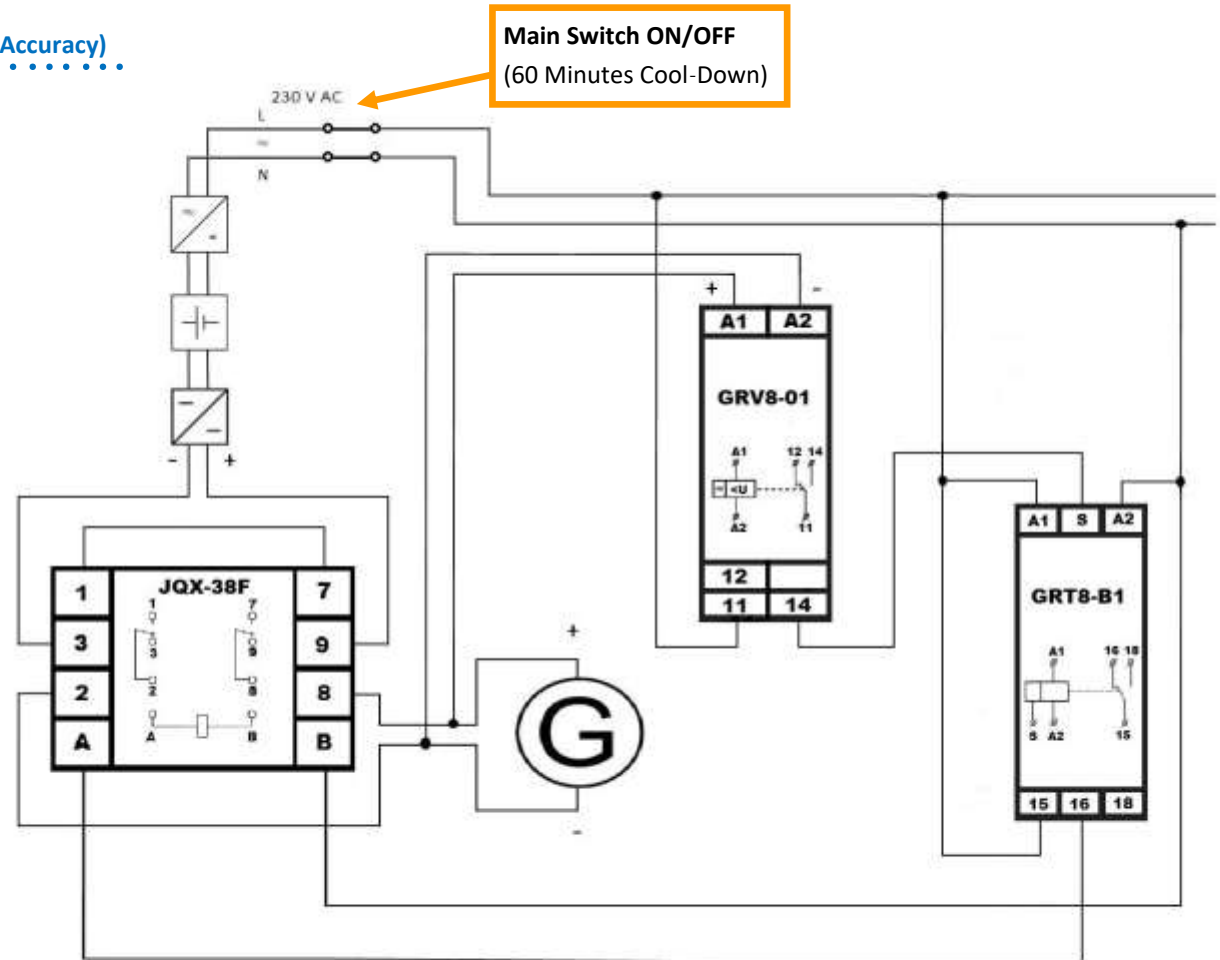 Accuracy)
Main Switch ON/OFF
(60 Minutes Cool-Down)
230 V AC
L
~
N
~
=
- +
+ -
A1 A2
GRV8-01
A1 12 14
~ <U
A2 11
12
11 14
A1 S A2
GRT8-B1
A1 16 18
S A2 15
15 16 18
1 JQX-38F 7
1 7
3 3 9 9
2 2 8 8
A A B B
+
G
-